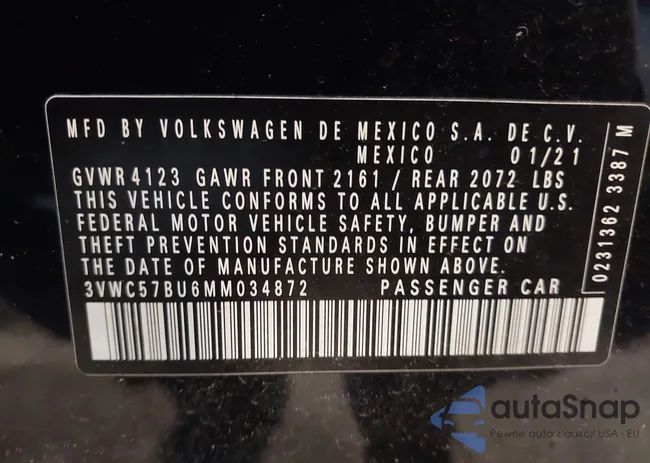 MFD BY VOLKSWAGEN DE MEXICO S.A. DE C.V.
MEXICO 01/21
GVWR 4123 GAWR FRONT 2161 / REAR 2072 LBS
THIS VEHICLE CONFORMS TO ALL APPLICABLE U.S.
FEDERAL MOTOR VEHICLE SAFETY, BUMPER AND
THEFT PREVENTION STANDARDS IN EFFECT ON
THE DATE OF MANUFACTURE SHOWN ABOVE.
3VWC57BU6MM034872 PASSENGER CAR
0231362 3387 M
autaSnap
Pewne auta z aukcji USA i EU